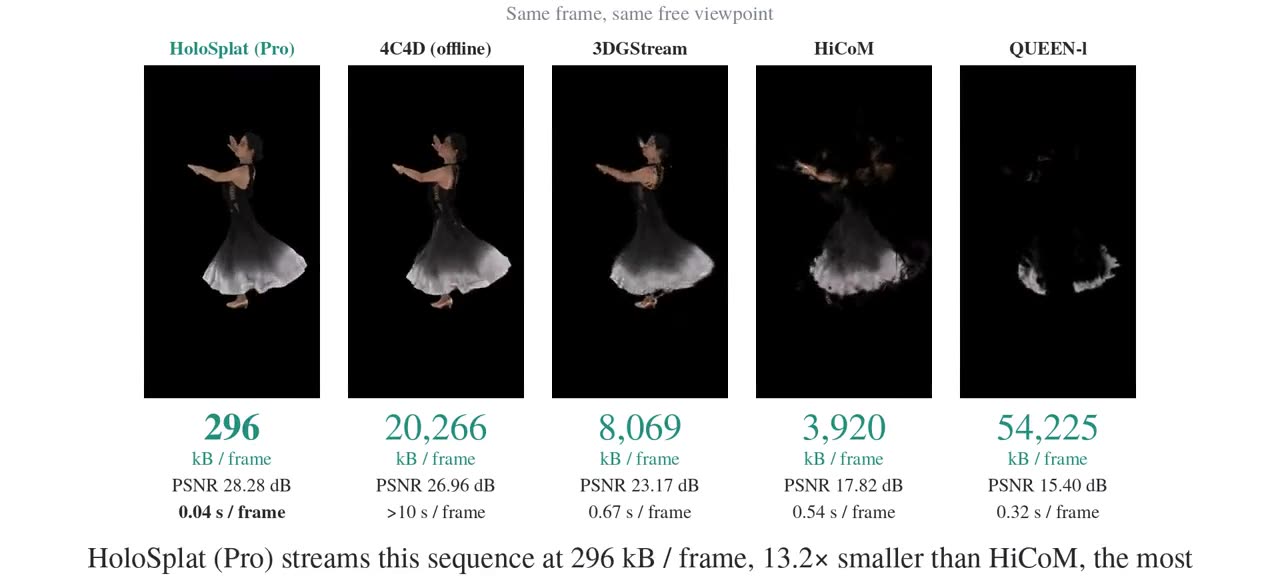 Same frame, same free viewpoint
HoloSplat (Pro) 4C4D (offline) 3DGStream HiCoM QUEEN-l
296 20,266 8,069 3,920 54,225
kB / frame kB / frame kB / frame kB / frame kB / frame
PSNR 28.28 dB PSNR 26.96 dB PSNR 23.17 dB PSNR 17.82 dB PSNR 15.40 dB
0.04 s / frame >10 s / frame 0.67 s / frame 0.54 s / frame 0.32 s / frame
HoloSplat (Pro) streams this sequence at 296 kB / frame, 13.2× smaller than HiCoM, the most